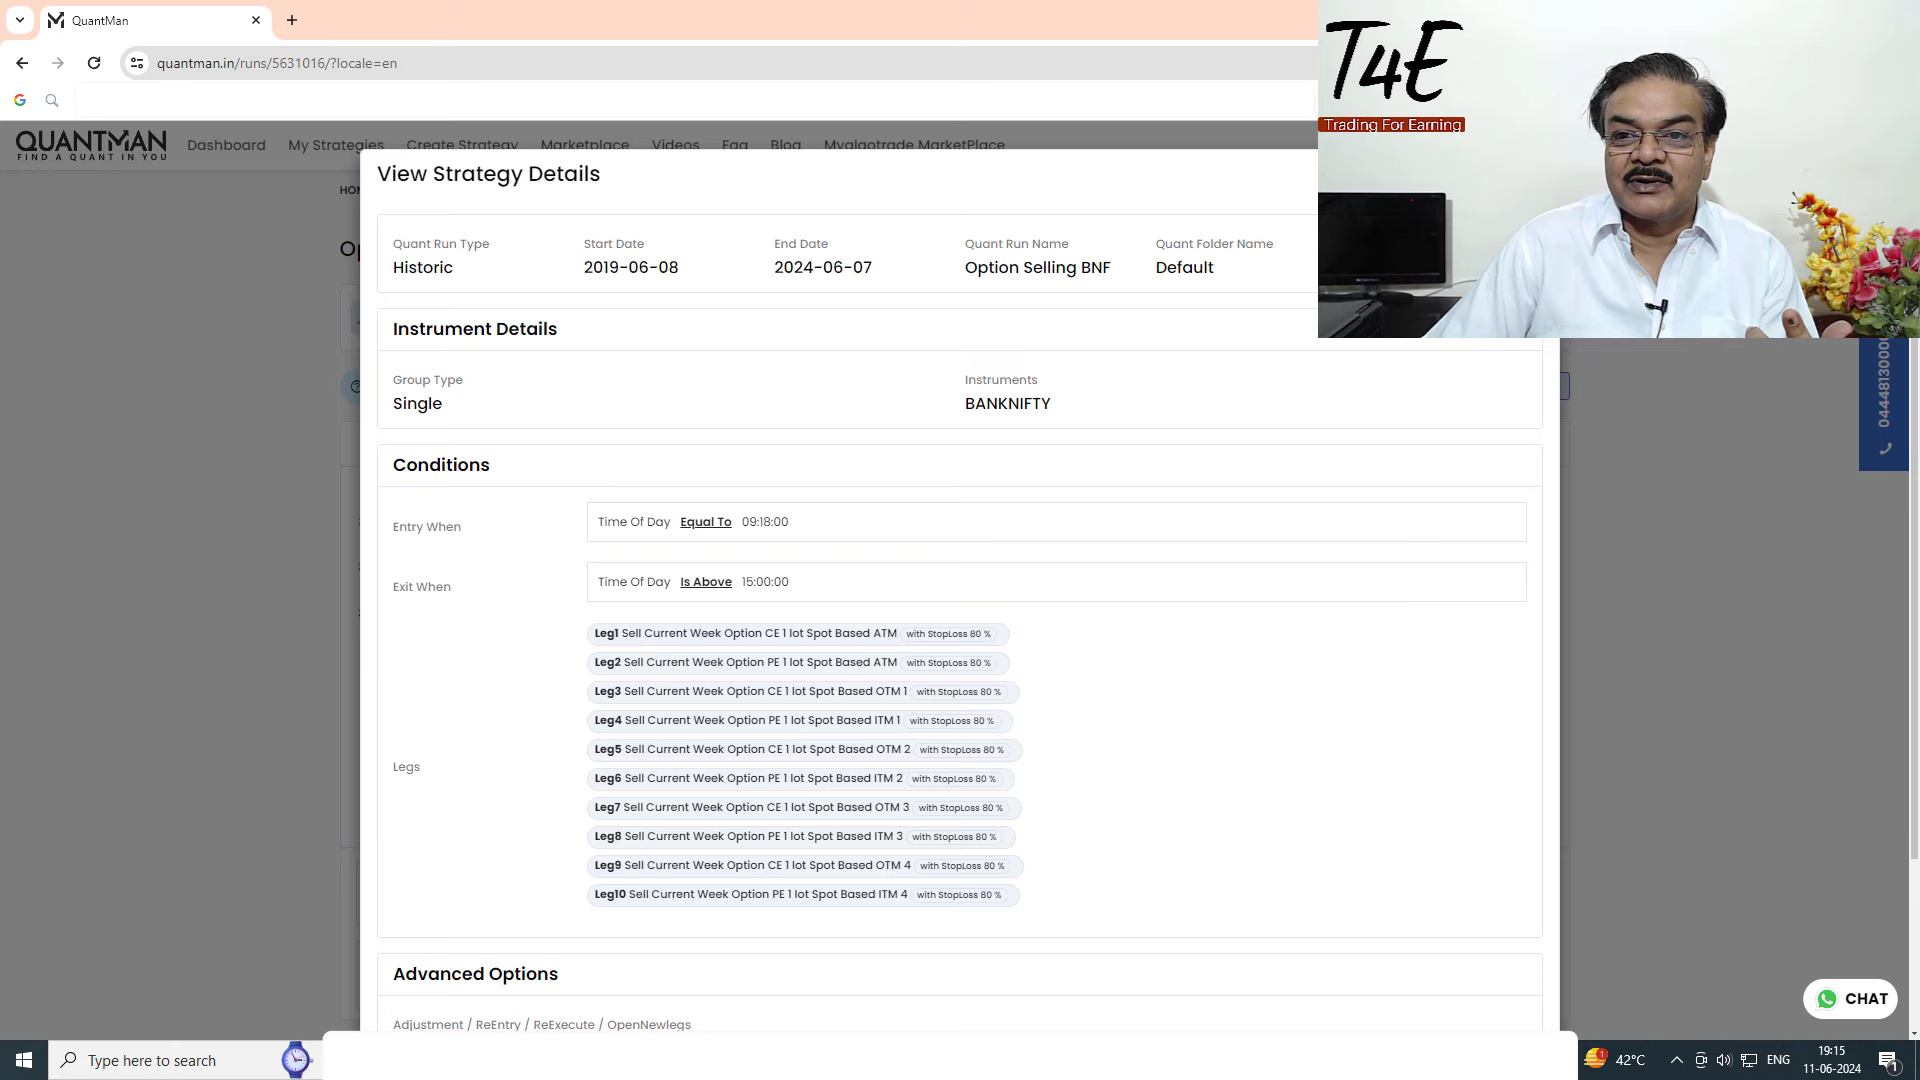 QuantMan
quantman.in/runs/5631016/?locale=en
T4E
Trading For Earning
QUANTMAN
FIND A QUANT IN YOU
Dashboard My Strategies Create Strategy Marketplace Videos Faq Blog Myalgotrade MarketPlace
View Strategy Details
Quant Run Type Start Date End Date Quant Run Name Quant Folder Name
Historic 2019-06-08 2024-06-07 Option Selling BNF Default
Instrument Details
Group Type Instruments
Single BANKNIFTY
Conditions
Entry When Time Of Day Equal To 09:18:00
Exit When Time Of Day Is Above 15:00:00
Legs
Leg1 Sell Current Week Option CE 1 lot Spot Based ATM with StopLoss 80 %
Leg2 Sell Current Week Option PE 1 lot Spot Based ATM with StopLoss 80 %
Leg3 Sell Current Week Option CE 1 lot Spot Based OTM 1 with StopLoss 80 %
Leg4 Sell Current Week Option PE 1 lot Spot Based ITM 1 with StopLoss 80 %
Leg5 Sell Current Week Option CE 1 lot Spot Based OTM 2 with StopLoss 80 %
Leg6 Sell Current Week Option PE 1 lot Spot Based ITM 2 with StopLoss 80 %
Leg7 Sell Current Week Option CE 1 lot Spot Based OTM 3 with StopLoss 80 %
Leg8 Sell Current Week Option PE 1 lot Spot Based ITM 3 with StopLoss 80 %
Leg9 Sell Current Week Option CE 1 lot Spot Based OTM 4 with StopLoss 80 %
Leg10 Sell Current Week Option PE 1 lot Spot Based ITM 4 with StopLoss 80 %
Advanced Options
Adjustment / ReEntry / ReExecute / OpenNewlegs
CHAT
Type here to search
42°C
ENG
19:15
11-06-2024